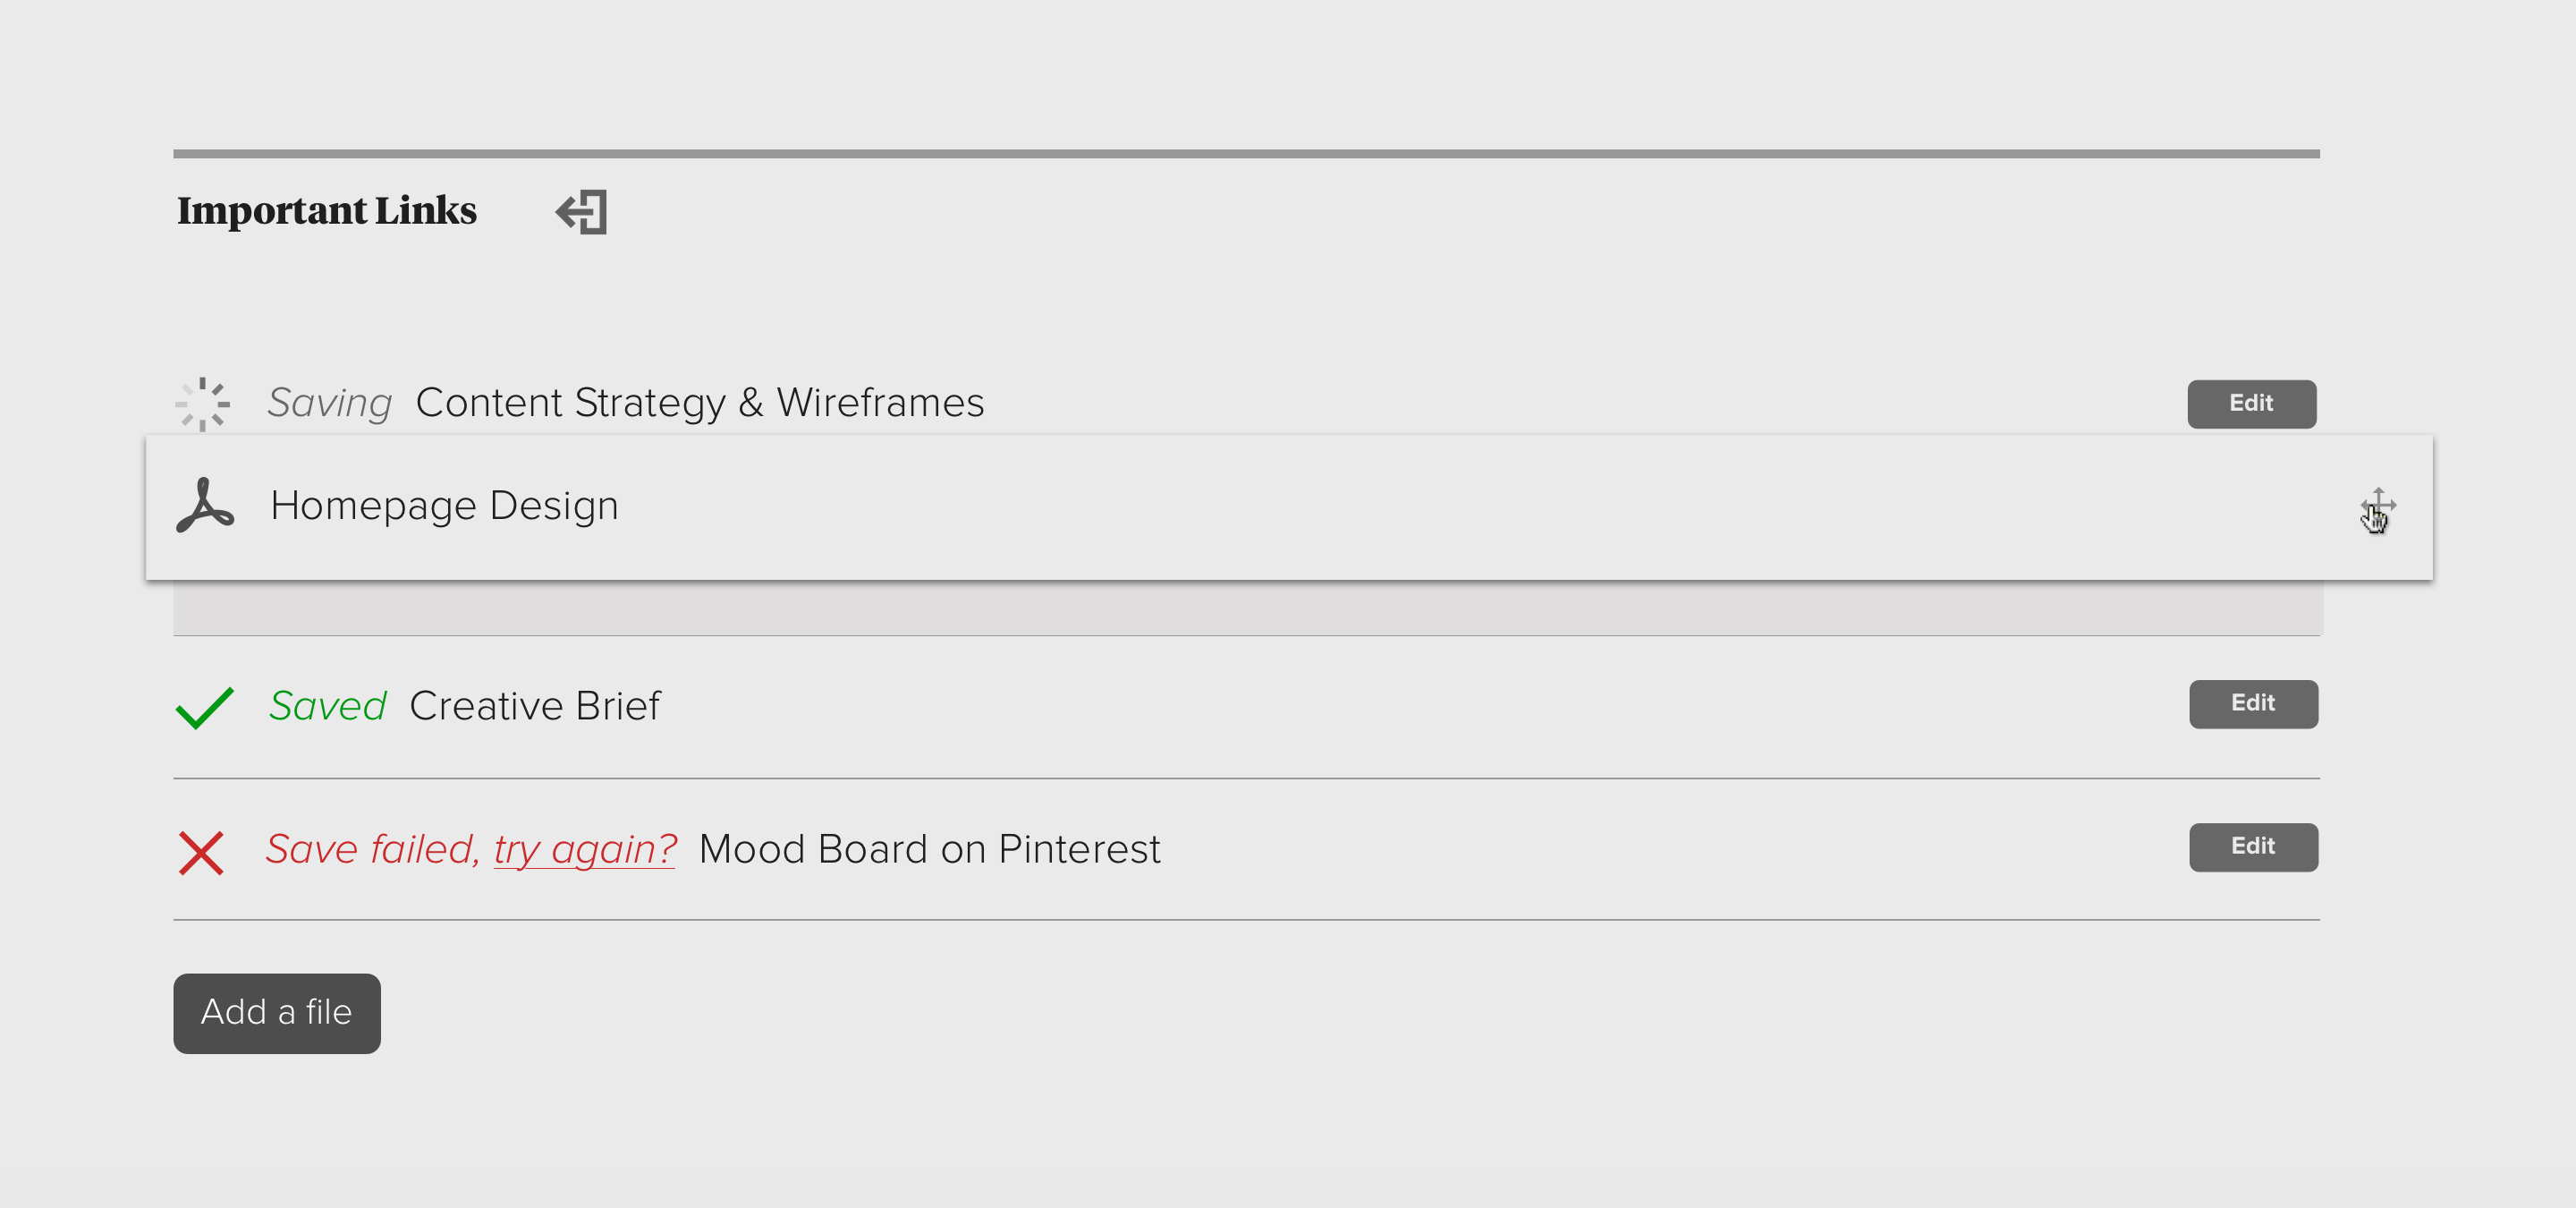 Important Links
Saving Content Strategy & Wireframes Edit
Homepage Design
Saved Creative Brief Edit
Save failed, try again? Mood Board on Pinterest Edit
Add a file